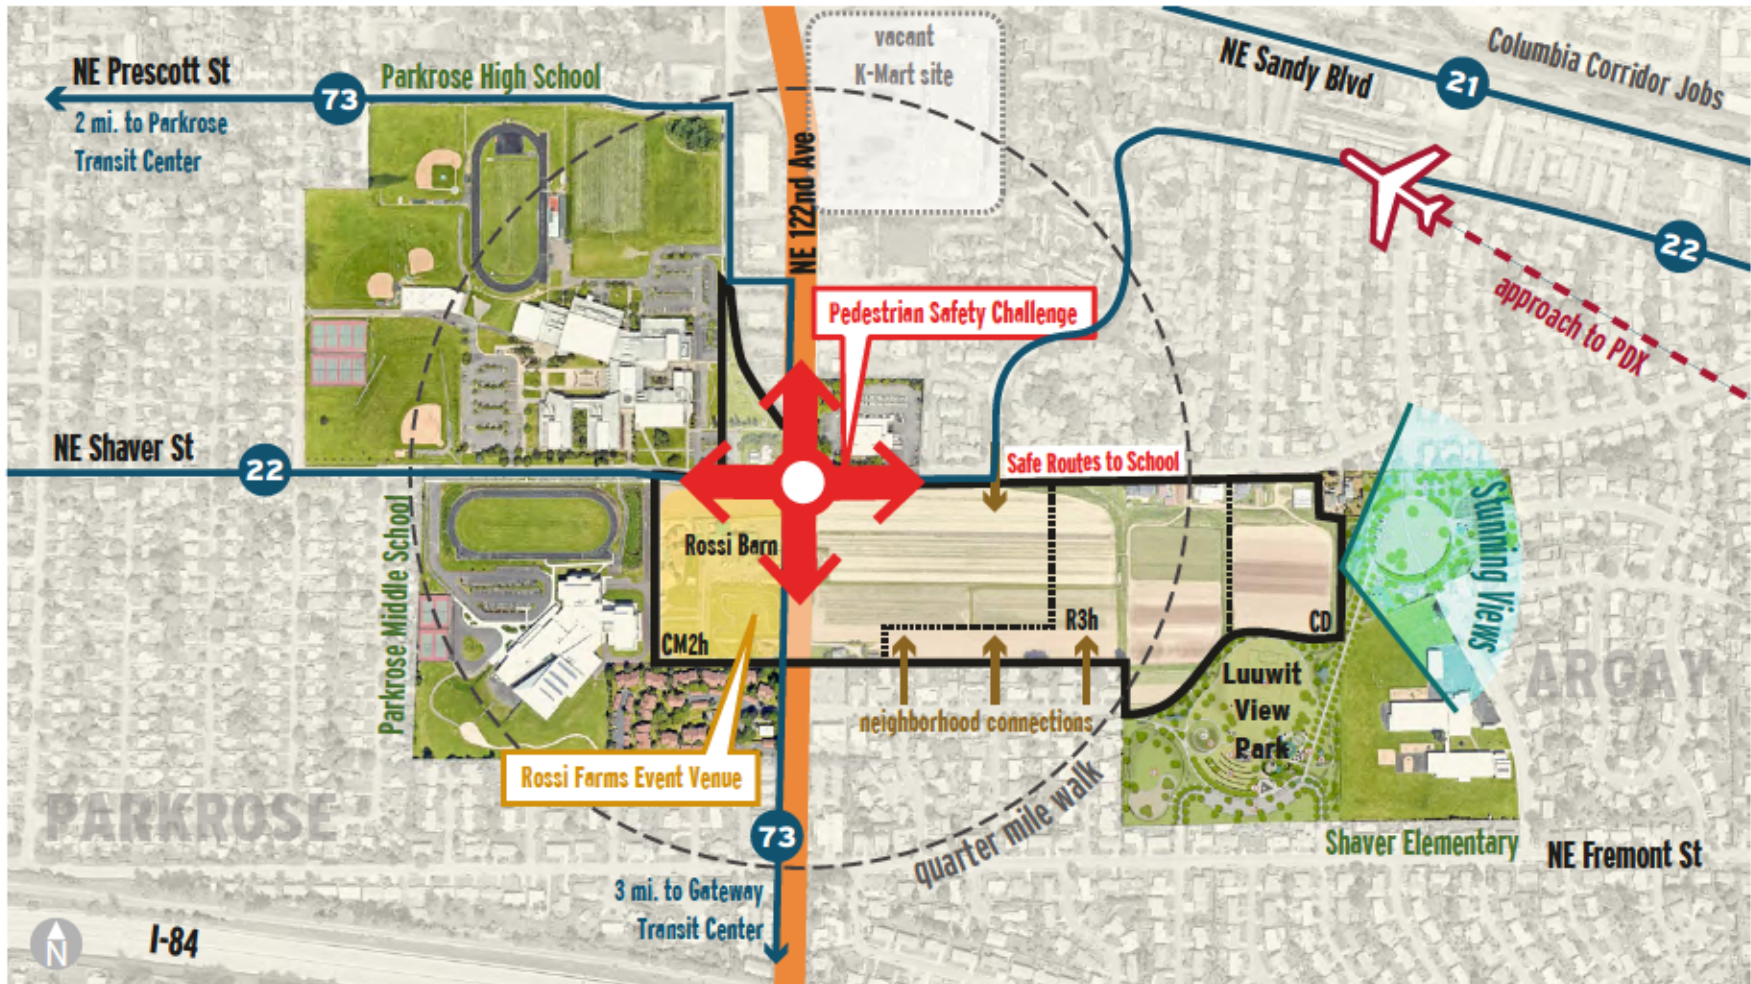 vacant
K-Mart site
NE Prescott St
73
Parkrose High School
2 mi. to Parkrose
Transit Center
NE Sandy Blvd
21
Columbia Corridor Jobs
NE 122nd Ave
22
approach to PDX
Pedestrian Safety Challenge
NE Shaver St
22
Safe Routes to School
Parkrose Middle School
Rossi Barn
Stunning Views
CM2h
R3h
CD
Luuwit
View
Park
ARGAY
neighborhood connections
Rossi Farms Event Venue
PARKROSE
quarter mile walk
73
Shaver Elementary
NE Fremont St
3 mi. to Gateway
Transit Center
N
I-84